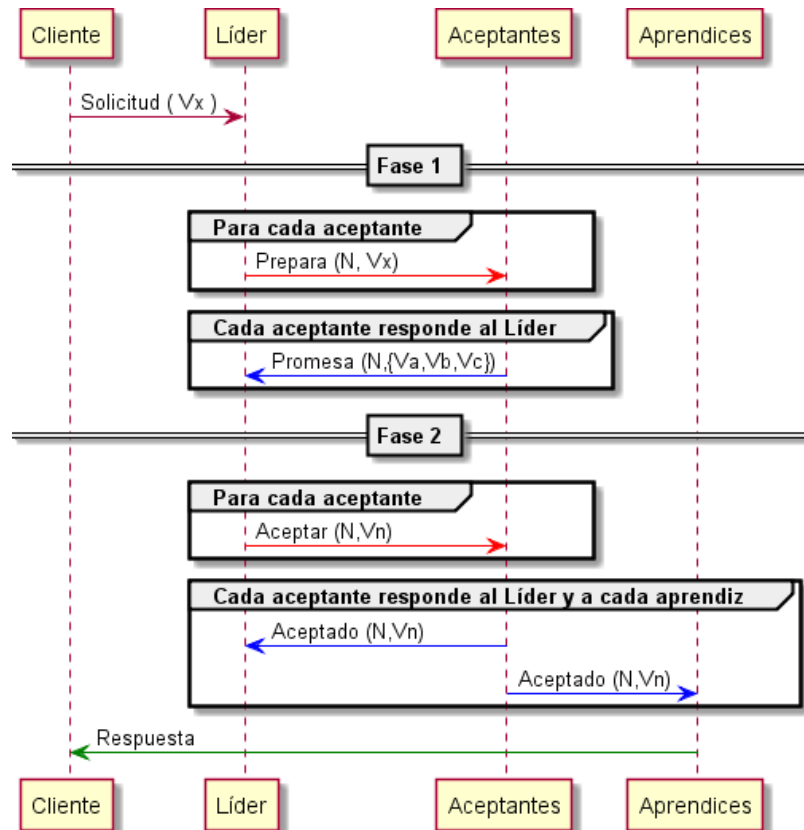 Cliente Líder Aceptantes Aprendices
Solicitud ( Vx )
Fase 1
Para cada aceptante
Prepara (N, Vx)
Cada aceptante responde al Líder
Promesa (N,{Va,Vb,Vc})
Fase 2
Para cada aceptante
Aceptar (N,Vn)
Cada aceptante responde al Líder y a cada aprendiz
Aceptado (N,Vn)
Aceptado (N,Vn)
Respuesta
Cliente Líder Aceptantes Aprendices